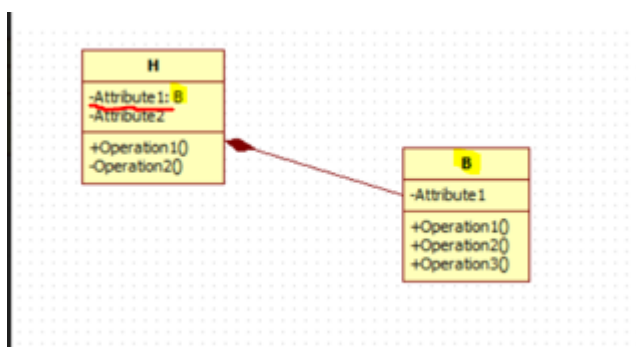 H
-Attribute1: B
-Attribute2
+Operation1()
-Operation2()
B
-Attribute1
+Operation1()
+Operation2()
+Operation3()